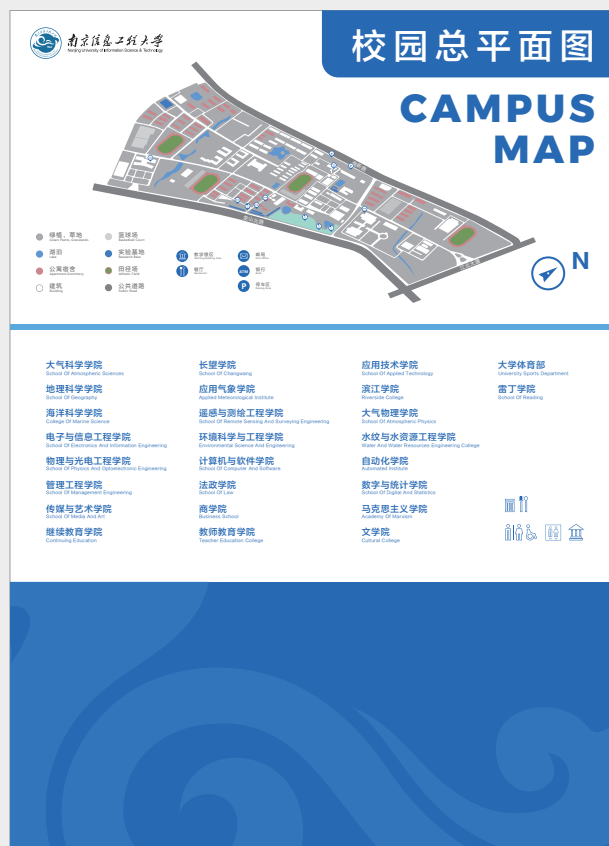 南京信息工程大学
Nanjing University of Information Science & Technology
校园总平面图
CAMPUS
MAP
N
绿植、草地
篮球场
Basketball Court
湖泊
Lake
实验基地
公寓宿舍
田径场
建筑
Building
公共道路
教学楼区
邮局
餐厅
ATM
银行
P
停车区
大气科学学院
School Of Atmospheric Sciences
地理科学学院
School Of Geography
海洋科学学院
College Of Marine Science
电子与信息工程学院
School Of Electronics And Information Engineering
物理与光电工程学院
School Of Physics And Optoelectronic Engineering
管理工程学院
School Of Management Engineering
传媒与艺术学院
School Of Media And Art
继续教育学院
Continuing Education
长望学院
School Of Changwang
应用气象学院
Applied Meteorological Institute
遥感与测绘工程学院
School Of Remote Sensing And Surveying Engineering
环境科学与工程学院
Environmental Science And Engineering
计算机与软件学院
School Of Computer And Software
法政学院
School Of Law
商学院
Business School
教师教育学院
Teacher Education College
应用技术学院
School Of Applied Technology
滨江学院
Riverside College
大气物理学院
School Of Atmospheric Physics
水纹与水资源工程学院
Water And Water Resources Engineering College
自动化学院
Automated Institute
数字与统计学院
School Of Digital And Statistics
马克思主义学院
Academy Of Marxism
文学院
Cultural College
大学体育部
University Sports Department
雷丁学院
School Of Reading